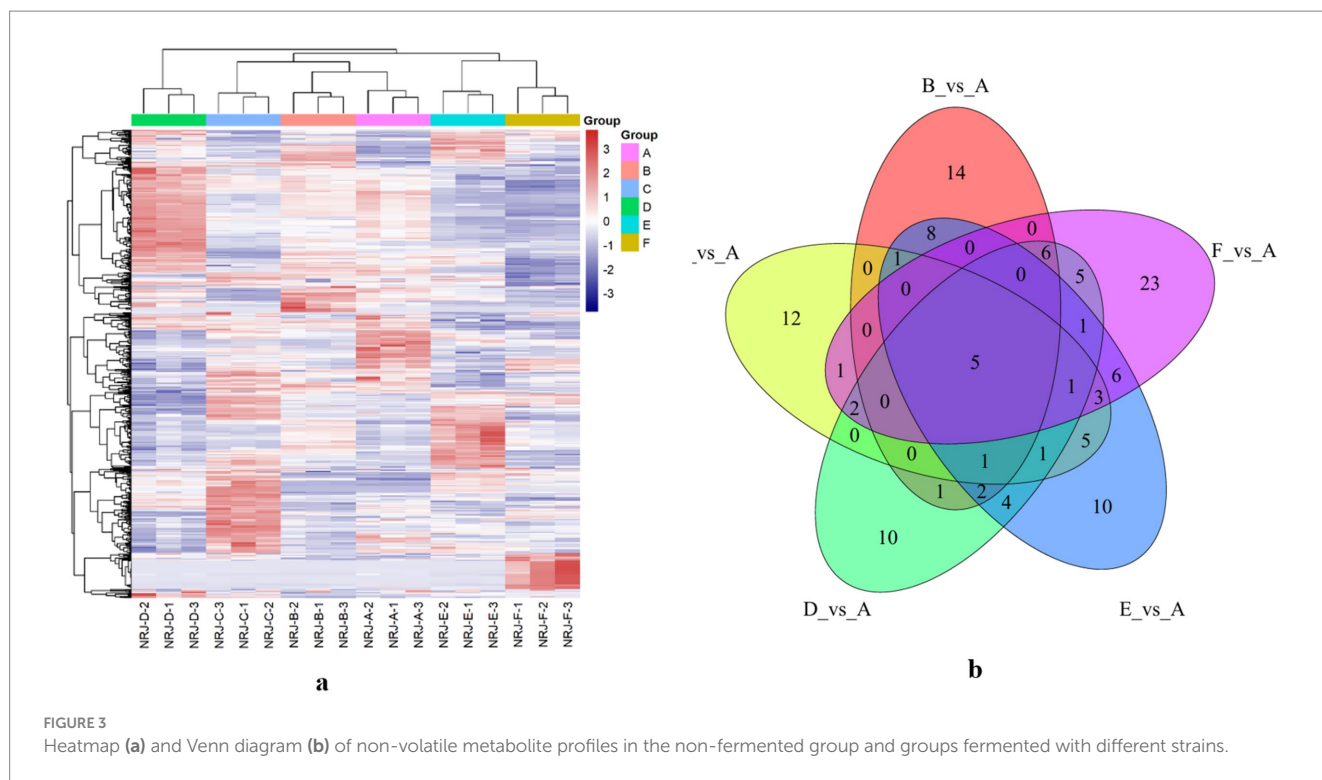 Group
3
2
1
0
-1
-2
-3
Group
A
B
C
D
E
F
NRJ-D-2
NRJ-D-1
NRJ-D-3
NRJ-C-3
NRJ-C-1
NRJ-C-2
NRJ-B-2
NRJ-B-1
NRJ-B-3
NRJ-A-2
NRJ-A-1
NRJ-A-3
NRJ-E-2
NRJ-E-1
NRJ-E-3
NRJ-F-1
NRJ-F-2
NRJ-F-3
a
B_vs_A
14
8 0 0
_vs_A 0 1 0 6 5 F_vs_A
0 0 23
12 0 1
1 5 1 6
2 0 3
0 0 1 1 5
1 2 4
10 10
D_vs_A E_vs_A
b
FIGURE 3
Heatmap (a) and Venn diagram (b) of non-volatile metabolite profiles in the non-fermented group and groups fermented with different strains.